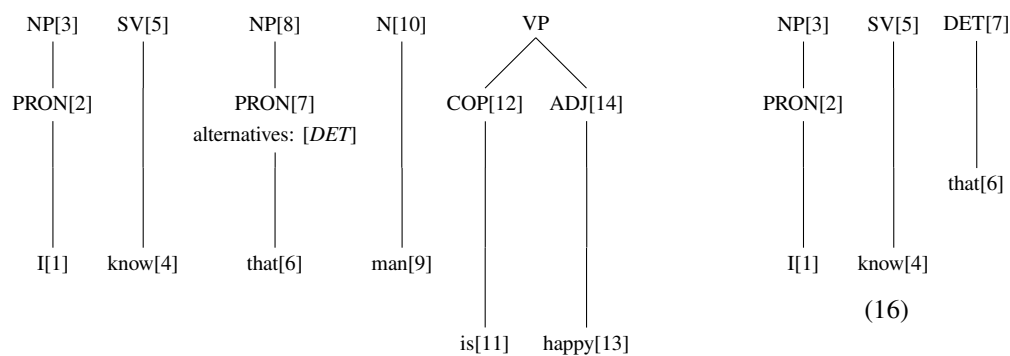 NP[3] SV[5] NP[8] N[10] VP NP[3] SV[5] DET[7]
PRON[2] PRON[7] COP[12] ADJ[14] PRON[2]
alternatives: [DET]
that[6]
I[1] know[4] that[6] man[9] I[1] know[4]
(16)
is[11] happy[13]